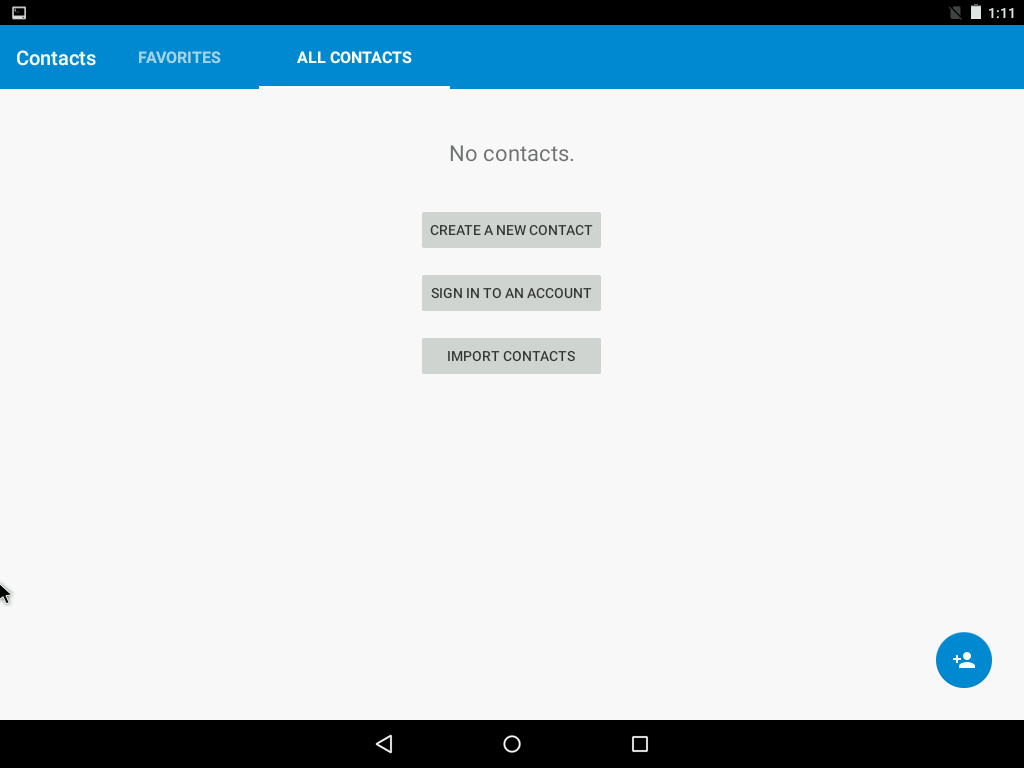 1:11
Contacts FAVORITES ALL CONTACTS
No contacts.
CREATE A NEW CONTACT
SIGN IN TO AN ACCOUNT
IMPORT CONTACTS